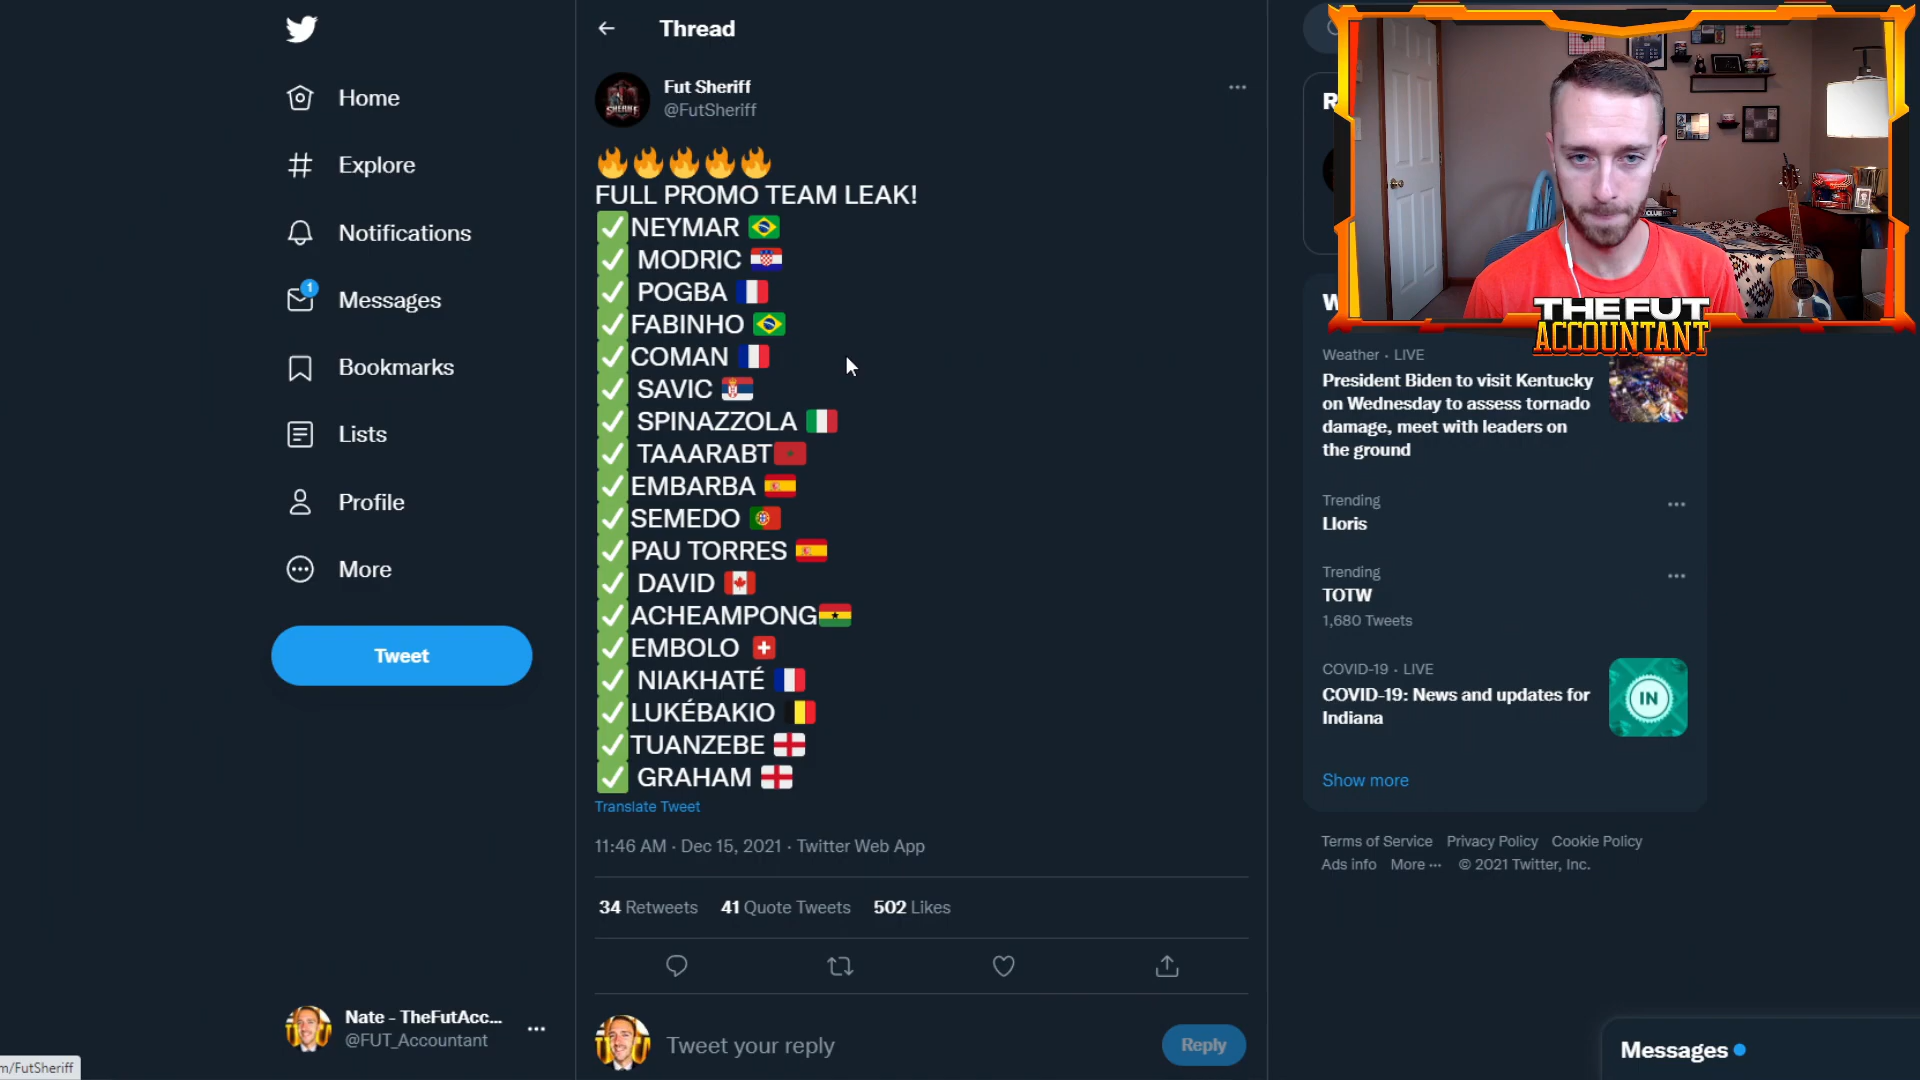 Home
Explore
Notifications
1
Messages
Bookmarks
Lists
Profile
More
Tweet
Nate - TheFutAcc...
@FUT_Accountant
m/FutSheriff
Thread
Fut Sheriff
@FutSheriff
SHERIFF
FULL PROMO TEAM LEAK!
NEYMAR
MODRIC
POGBA
FABINHO
COMAN
SAVIC
SPINAZZOLA
TAAARABT
EMBARBA
SEMEDO
PAU TORRES
DAVID
ACHEAMPONG
EMBOLO
NIAKHATÉ
LUKÉBAKIO
TUANZEBE
GRAHAM
Translate Tweet
11:46 AM · Dec 15, 2021 · Twitter Web App
34 Retweets 41 Quote Tweets 502 Likes
Tweet your reply
Reply
THE FUT
ACCOUNTANT
R
W
Weather · LIVE
President Biden to visit Kentucky
on Wednesday to assess tornado
damage, meet with leaders on
the ground
Trending
Lloris
Trending
TOTW
1,680 Tweets
COVID-19 · LIVE
COVID-19: News and updates for
Indiana
IN
Show more
Terms of Service Privacy Policy Cookie Policy
Ads info More ··· © 2021 Twitter, Inc.
Messages